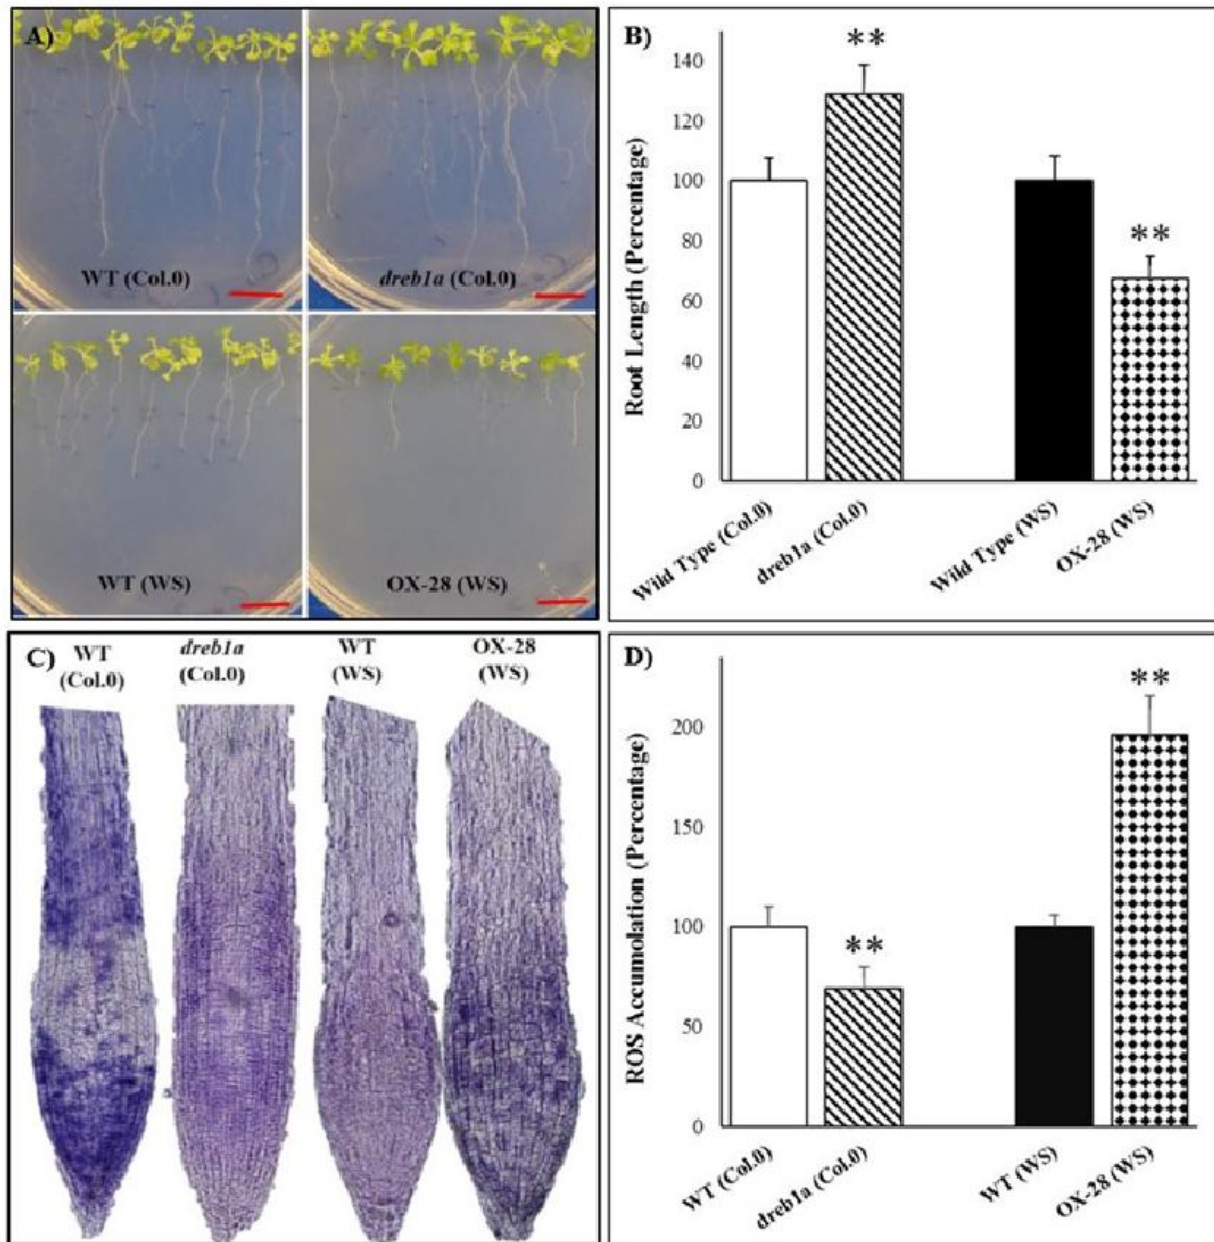 A)
WT (Col.0)
dreb1a (Col.0)
WT (WS)
OX-28 (WS)
B)
Root Length (Percentage)
140
120
100
80
60
40
20
0
**
**
Wild Type (Col.0)
dreb1a (Col.0)
Wild Type (WS)
OX-28 (WS)
C)
WT
(Col.0)
dreb1a
(Col.0)
WT
(WS)
OX-28
(WS)
D)
ROS Accumolation (Percentage)
200
150
100
50
0
**
**
WT (Col.0)
dreb1a (Col.0)
WT (WS)
OX-28 (WS)